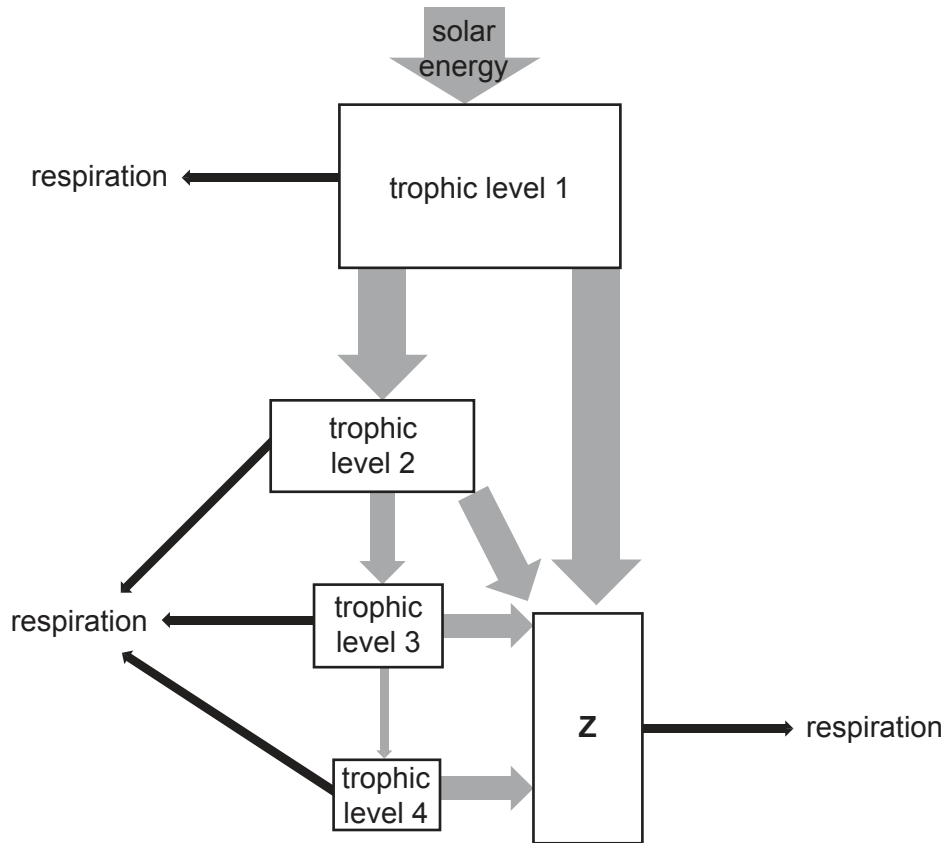 solar
energy
respiration
trophic level 1
trophic
level 2
respiration
trophic
level 3
Z
respiration
trophic
level 4